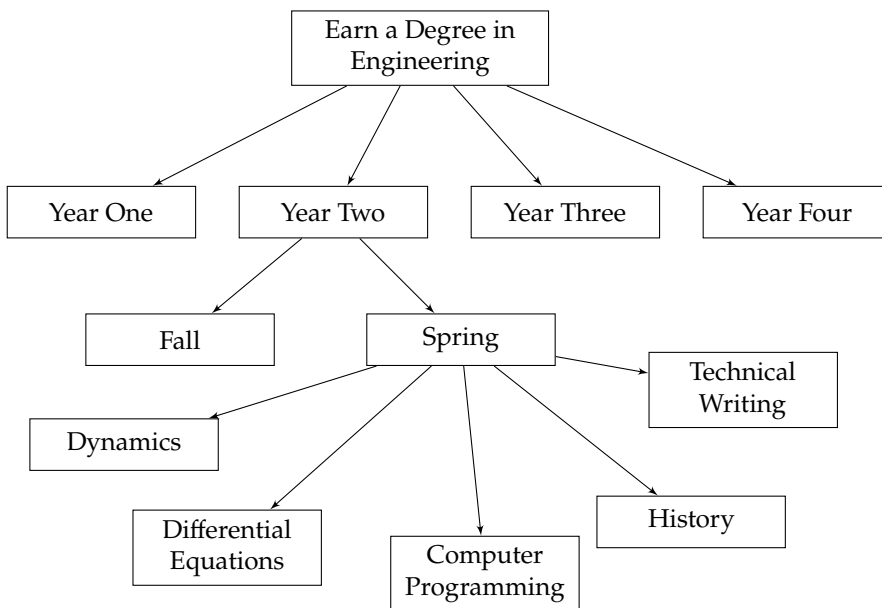 Earn a Degree in
Engineering
Year One
Year Two
Year Three
Year Four
Fall
Spring
Technical
Writing
Dynamics
Differential
Equations
Computer
Programming
History